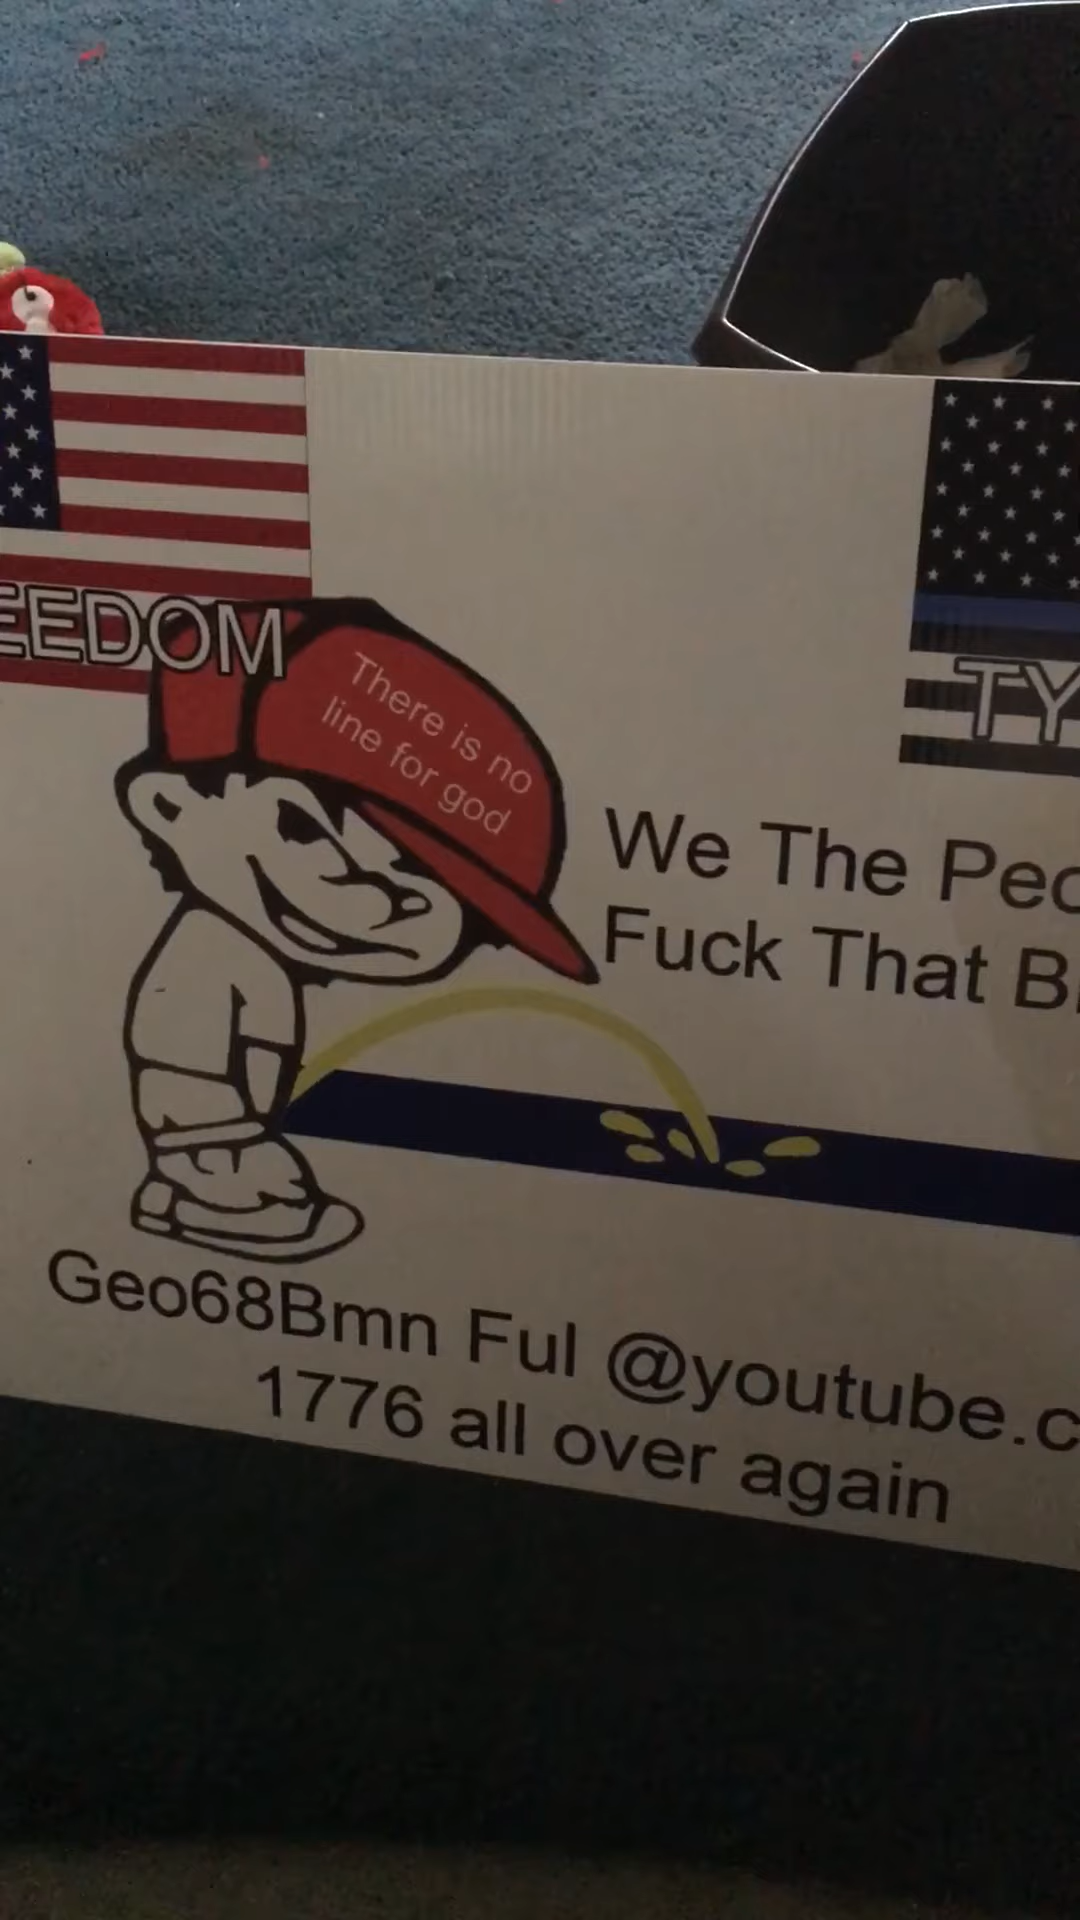 EEDOM
TY
There is no
line for god
We The Peo
Fuck That B
Geo68Bmn Ful @youtube.c
1776 all over again